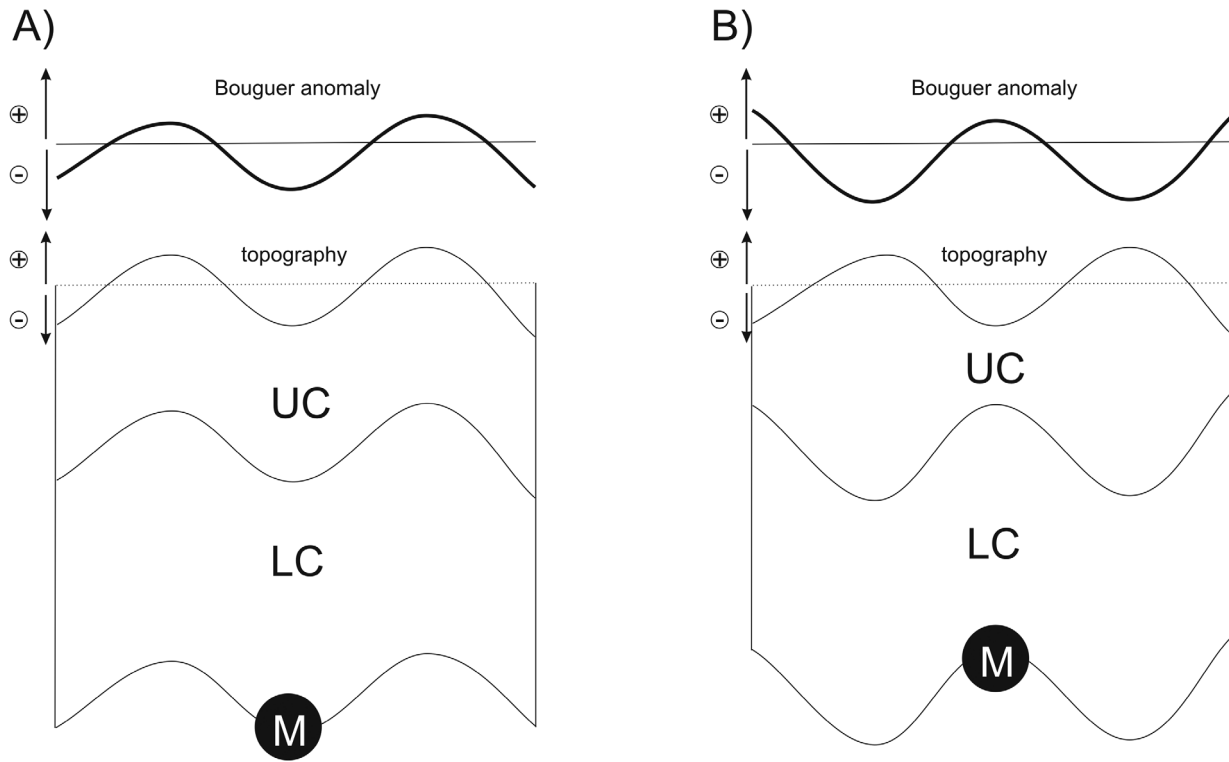 A)
Bouguer anomaly
⊕
⊖
topography
⊕
⊖
UC
LC
M
B)
Bouguer anomaly
⊕
⊖
topography
⊕
⊖
UC
LC
M